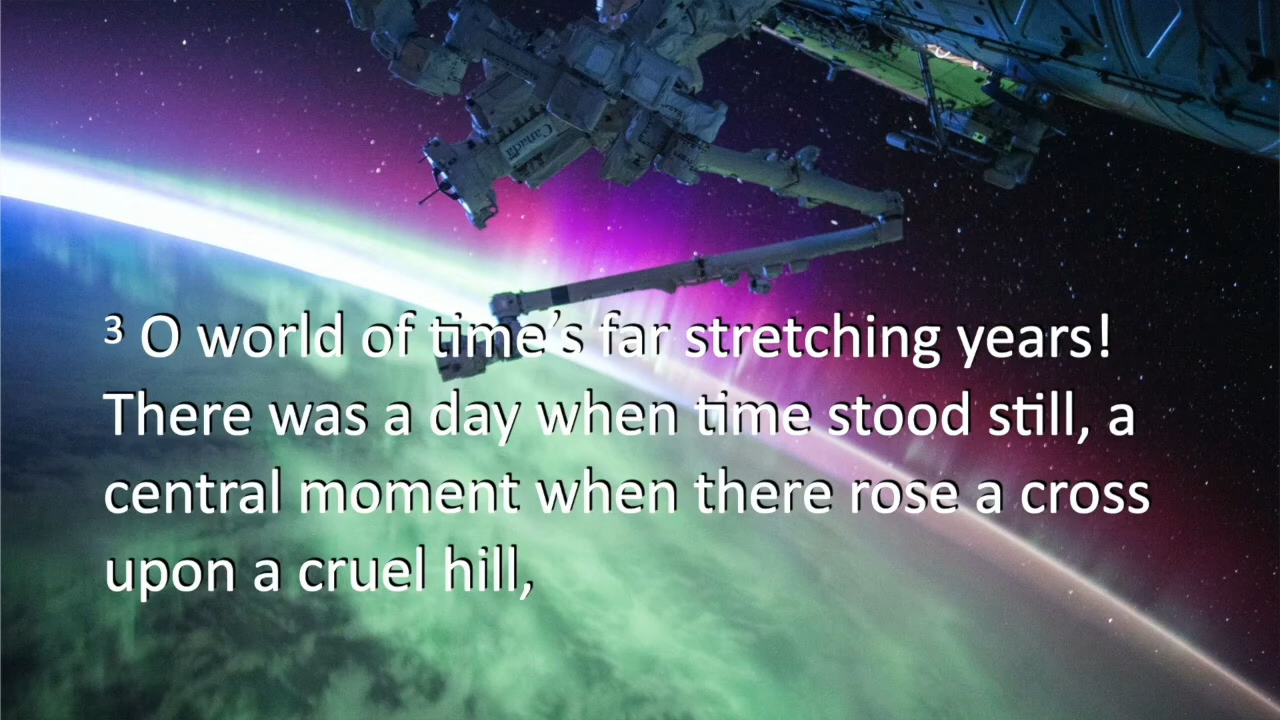 Canada
³ O world of time’s far stretching years!
There was a day when time stood still, a
central moment when there rose a cross
upon a cruel hill,